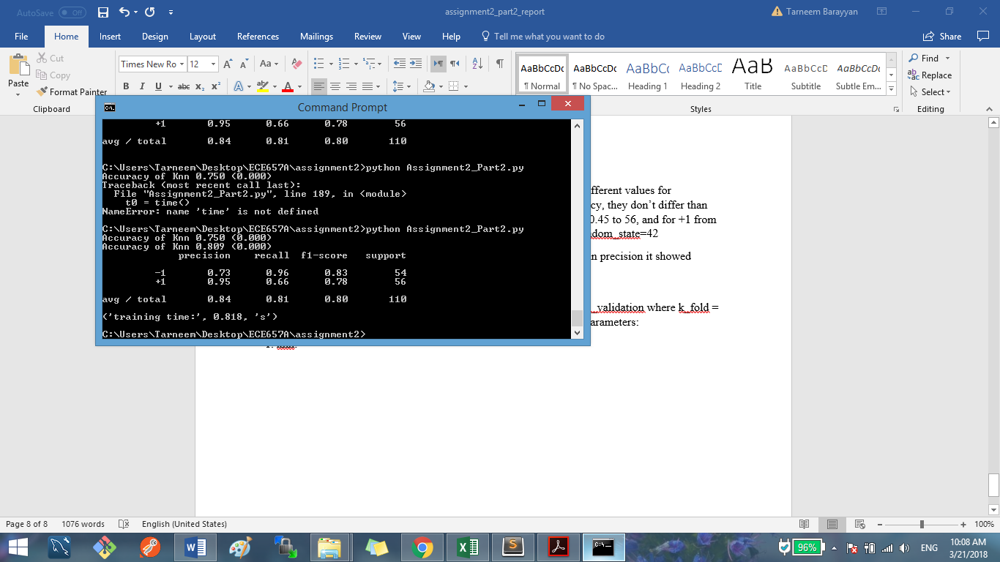 AutoSave Off
assignment2_part2_report
Tarneem Barayyan
File Home Insert Design Layout References Mailings Review View Help Tell me what you want to do
Share
Paste
Cut
Copy
Format Painter
Clipboard
Times New Ro 12
B I U abc x₂ x²
AaBbCcDc AaBbCcDc AaBbCc AaBbCcD AaB AaBbCcD AaBbCcDc
¶ Normal ¶ No Spac... Heading 1 Heading 2 Title Subtitle Subtle Em...
Styles
Find
Replace
Select
Editing
Command Prompt
+1 0.95 0.66 0.78 56
avg / total 0.84 0.81 0.80 110
C:\Users\Tarneem\Desktop\ECE657A\assignment2>python Assignment2_Part2.py
Accuracy of Knn 0.750 (0.000)
Traceback (most recent call last):
File "Assignment2_Part2.py", line 189, in <module>
t0 = time()
NameError: name 'time' is not defined
C:\Users\Tarneem\Desktop\ECE657A\assignment2>python Assignment2_Part2.py
Accuracy of Knn 0.750 (0.000)
Accuracy of Knn 0.809 (0.000)
precision recall f1-score support
-1 0.73 0.96 0.83 54
+1 0.95 0.66 0.78 56
avg / total 0.84 0.81 0.80 110
('training time:', 0.818, 's')
C:\Users\Tarneem\Desktop\ECE657A\assignment2>
fferent values for
cy, they don’t differ than
0.45 to 56, and for +1 from
dom_state=42
n precision it showed
_validation where k_fold =
arameters:
Page 8 of 8 1076 words English (United States)
100%
96%
ENG
10:08 AM
3/21/2018